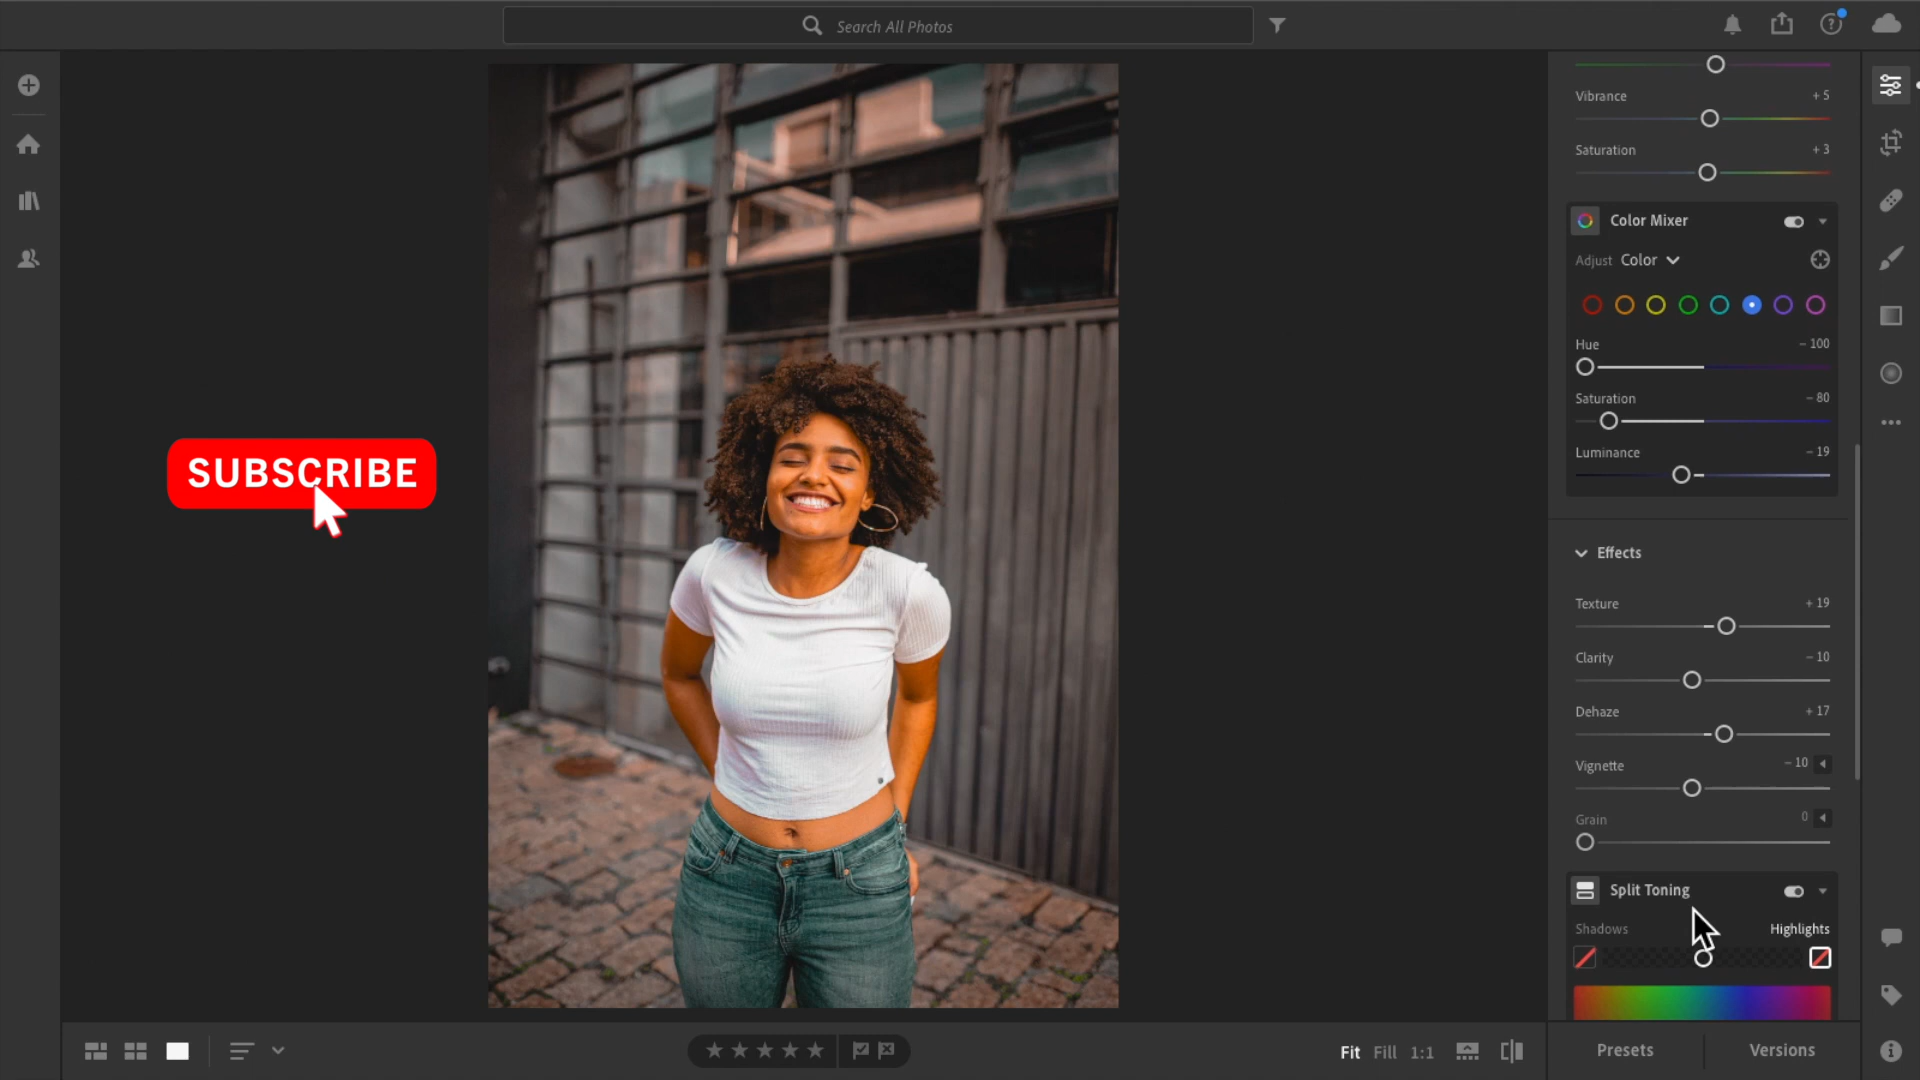 Search All Photos
Vibrance + 5
Saturation + 3
Color Mixer
Adjust Color
Hue - 100
Saturation - 80
Luminance - 19
Effects
Texture + 19
Clarity - 10
Dehaze + 17
Vignette - 10
Grain 0
Split Toning
Shadows Highlights
SUBSCRIBE
Fit Fill 1:1
Presets Versions